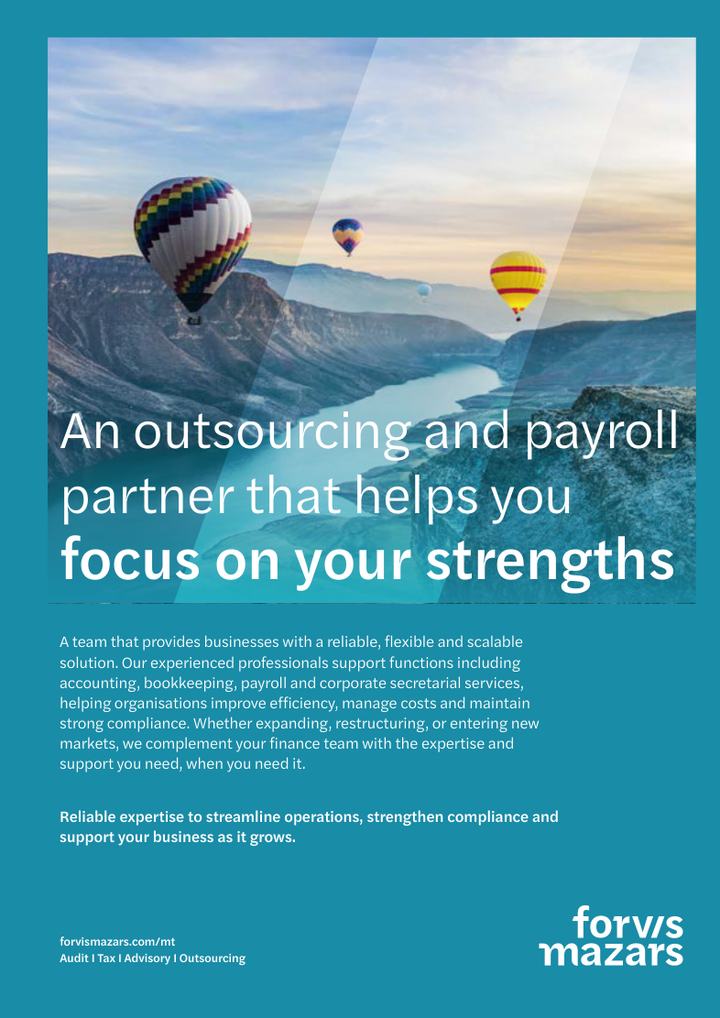 An outsourcing and payroll
partner that helps you
focus on your strengths
A team that provides businesses with a reliable, flexible and scalable
solution. Our experienced professionals support functions including
accounting, bookkeeping, payroll and corporate secretarial services,
helping organisations improve efficiency, manage costs and maintain
strong compliance. Whether expanding, restructuring, or entering new
markets, we complement your finance team with the expertise and
support you need, when you need it.
Reliable expertise to streamline operations, strengthen compliance and
support your business as it grows.
forvismazars.com/mt
Audit I Tax I Advisory I Outsourcing
forvis
mazars